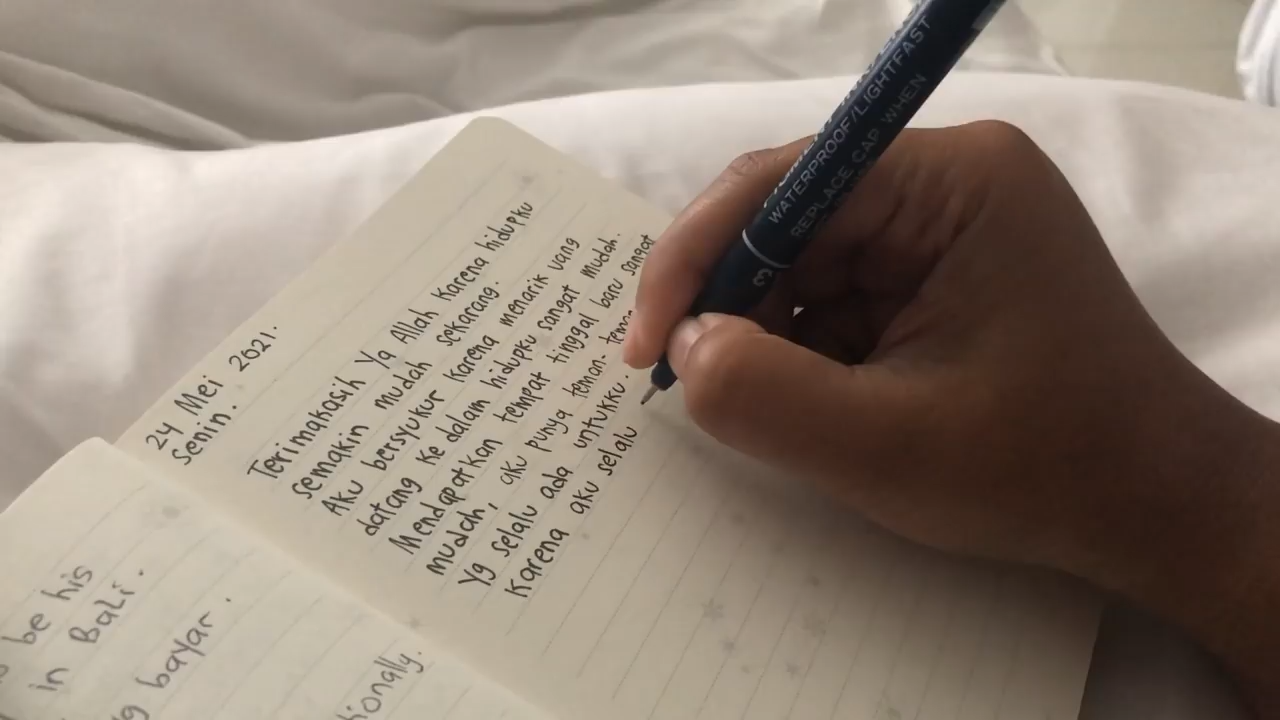 24 Mei 2021.
Senin.
Terimakasih Ya Allah karena hidupku
semakin mudah sekarang.
Aku bersyukur karena menarik yang
datang ke dalam hidupku sangat mudah.
Mendapatkan tempat tinggal baru sangat
mudah, aku punya teman-teman
yg selalu ada untukku.
Karena aku selalu
be his
in Bali.
bayar.
WATERPROOF/LIGHTFAST
REPLACE CAP WHEN
3